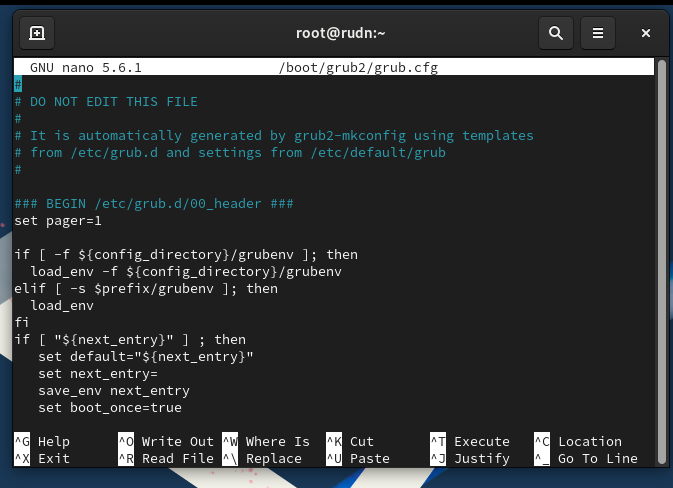 root@rudn:~
GNU nano 5.6.1 /boot/grub2/grub.cfg
#
# DO NOT EDIT THIS FILE
#
# It is automatically generated by grub2-mkconfig using templates
# from /etc/grub.d and settings from /etc/default/grub
#

### BEGIN /etc/grub.d/00_header ###
set pager=1

if [ -f ${config_directory}/grubenv ]; then
  load_env -f ${config_directory}/grubenv
elif [ -s $prefix/grubenv ]; then
  load_env
fi
if [ "${next_entry}" ] ; then
   set default="${next_entry}"
   set next_entry=
   save_env next_entry
   set boot_once=true

^G Help ^O Write Out ^W Where Is ^K Cut ^T Execute ^C Location
^X Exit ^R Read File ^\ Replace ^U Paste ^J Justify ^_ Go To Line